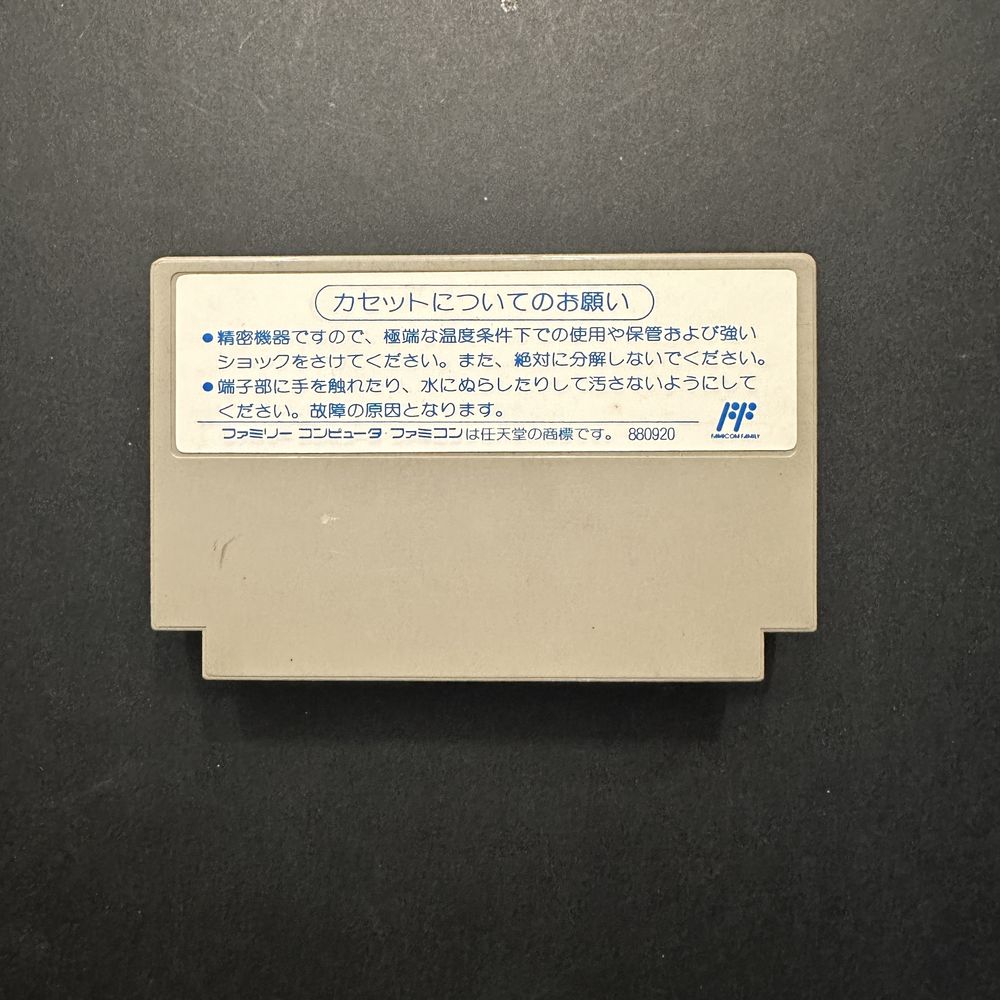 カセットについてのお願い
●精密機器ですので、極端な温度条件下での使用や保管および強い
ショックをさけてください。また、絶対に分解しないでください。
●端子部に手を触れたり、水にぬらしたりして汚さないようにして
ください。故障の原因となります。
ファミリー コンピュータ・ファミコンは任天堂の商標です。 880920
FF
FAMICOM FAMILY